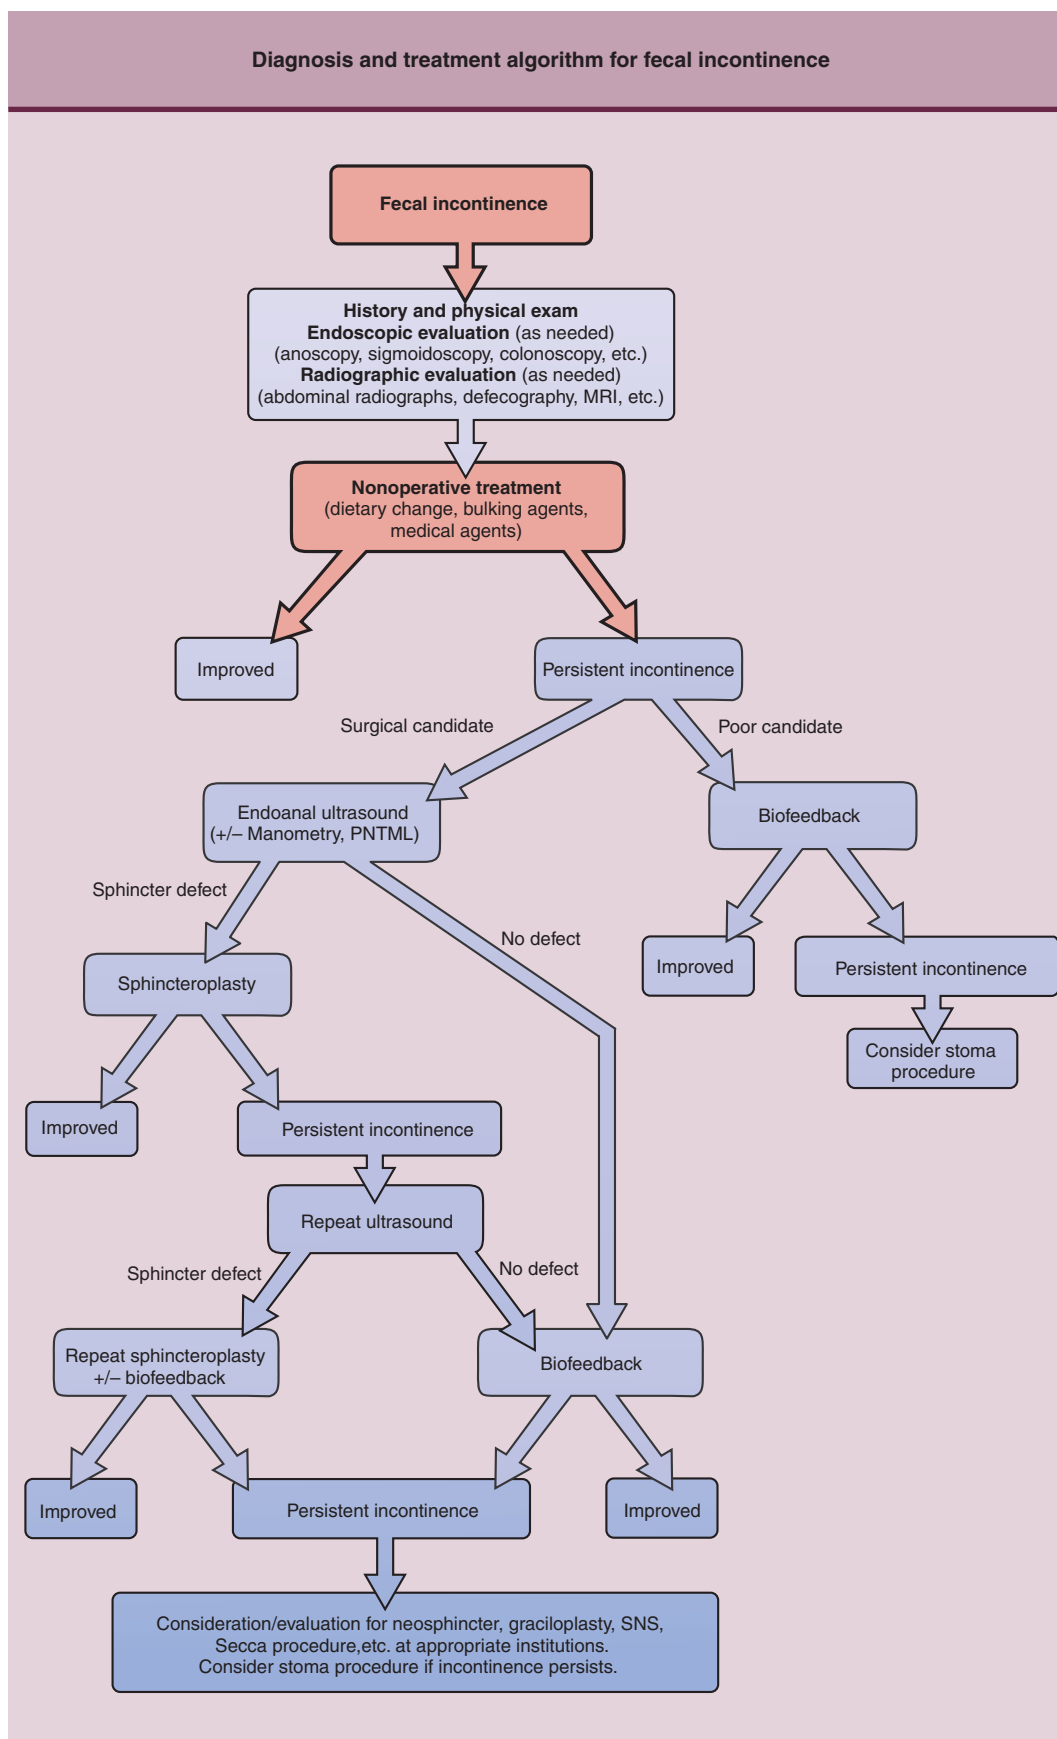 Diagnosis and treatment algorithm for fecal incontinence
Fecal incontinence
History and physical exam
Endoscopic evaluation (as needed)
(anoscopy, sigmoidoscopy, colonoscopy, etc.)
Radiographic evaluation (as needed)
(abdominal radiographs, defecography, MRI, etc.)
Nonoperative treatment
(dietary change, bulking agents,
medical agents)
Improved
Persistent incontinence
Surgical candidate
Poor candidate
Endoanal ultrasound
(+/– Manometry, PNTML)
Biofeedback
Sphincter defect
No defect
Improved
Persistent incontinence
Sphincteroplasty
Consider stoma
procedure
Improved
Persistent incontinence
Repeat ultrasound
Sphincter defect
No defect
Repeat sphincteroplasty
+/– biofeedback
Biofeedback
Improved
Persistent incontinence
Improved
Consideration/evaluation for neosphincter, graciloplasty, SNS,
Secca procedure,etc. at appropriate institutions.
Consider stoma procedure if incontinence persists.